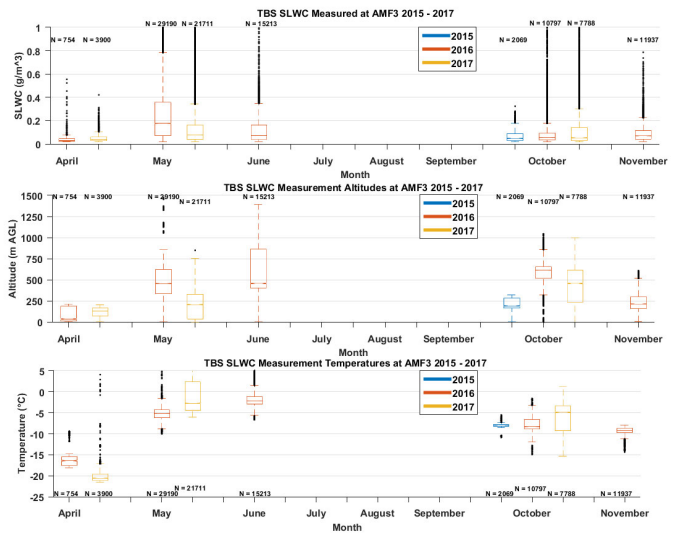 TBS SLWC Measured at AMF3 2015 - 2017
N = 29190 N = 21711 N = 15213 N = 10797 N = 7788
N = 754 N = 3900 N = 2069 N = 11937
2015
2016
2017
1
0.8
0.6
0.4
0.2
0
SLWC (g/m^3)
April May June July August September October November
Month
TBS SLWC Measurement Altitudes at AMF3 2015 - 2017
N = 754 N = 3900 N = 29190 N = 21711 N = 15213 N = 2069 N = 10797 N = 7788 N = 11937
2015
2016
2017
1500
1250
1000
750
500
250
0
Altitude (m AGL)
April May June July August September October November
Month
TBS SLWC Measurement Temperatures at AMF3 2015 - 2017
2015
2016
2017
5
0
-5
-10
-15
-20
-25
Temperature (°C)
N = 754 N = 3900 N = 29190 N = 21711 N = 15213 N = 2069 N = 10797 N = 7788 N = 11937
April May June July August September October November
Month